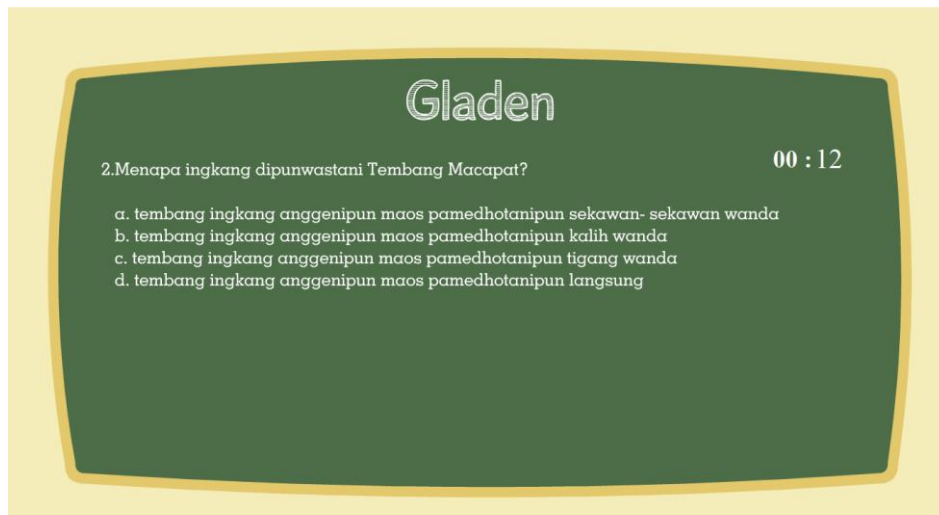 Gladen
00 : 12
2.Menapa ingkang dipunwastani Tembang Macapat?
a. tembang ingkang anggenipun maos pamedhotanipun sekawan- sekawan wanda
b. tembang ingkang anggenipun maos pamedhotanipun kalih wanda
c. tembang ingkang anggenipun maos pamedhotanipun tigang wanda
d. tembang ingkang anggenipun maos pamedhotanipun langsung